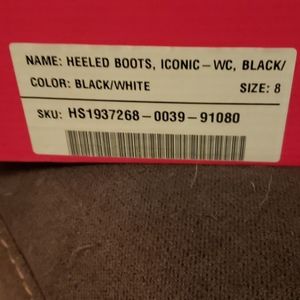 NAME: HEELED BOOTS, ICONIC-WC, BLACK/
COLOR: BLACK/WHITE SIZE: 8
SKU: HS1937268-0039-91080